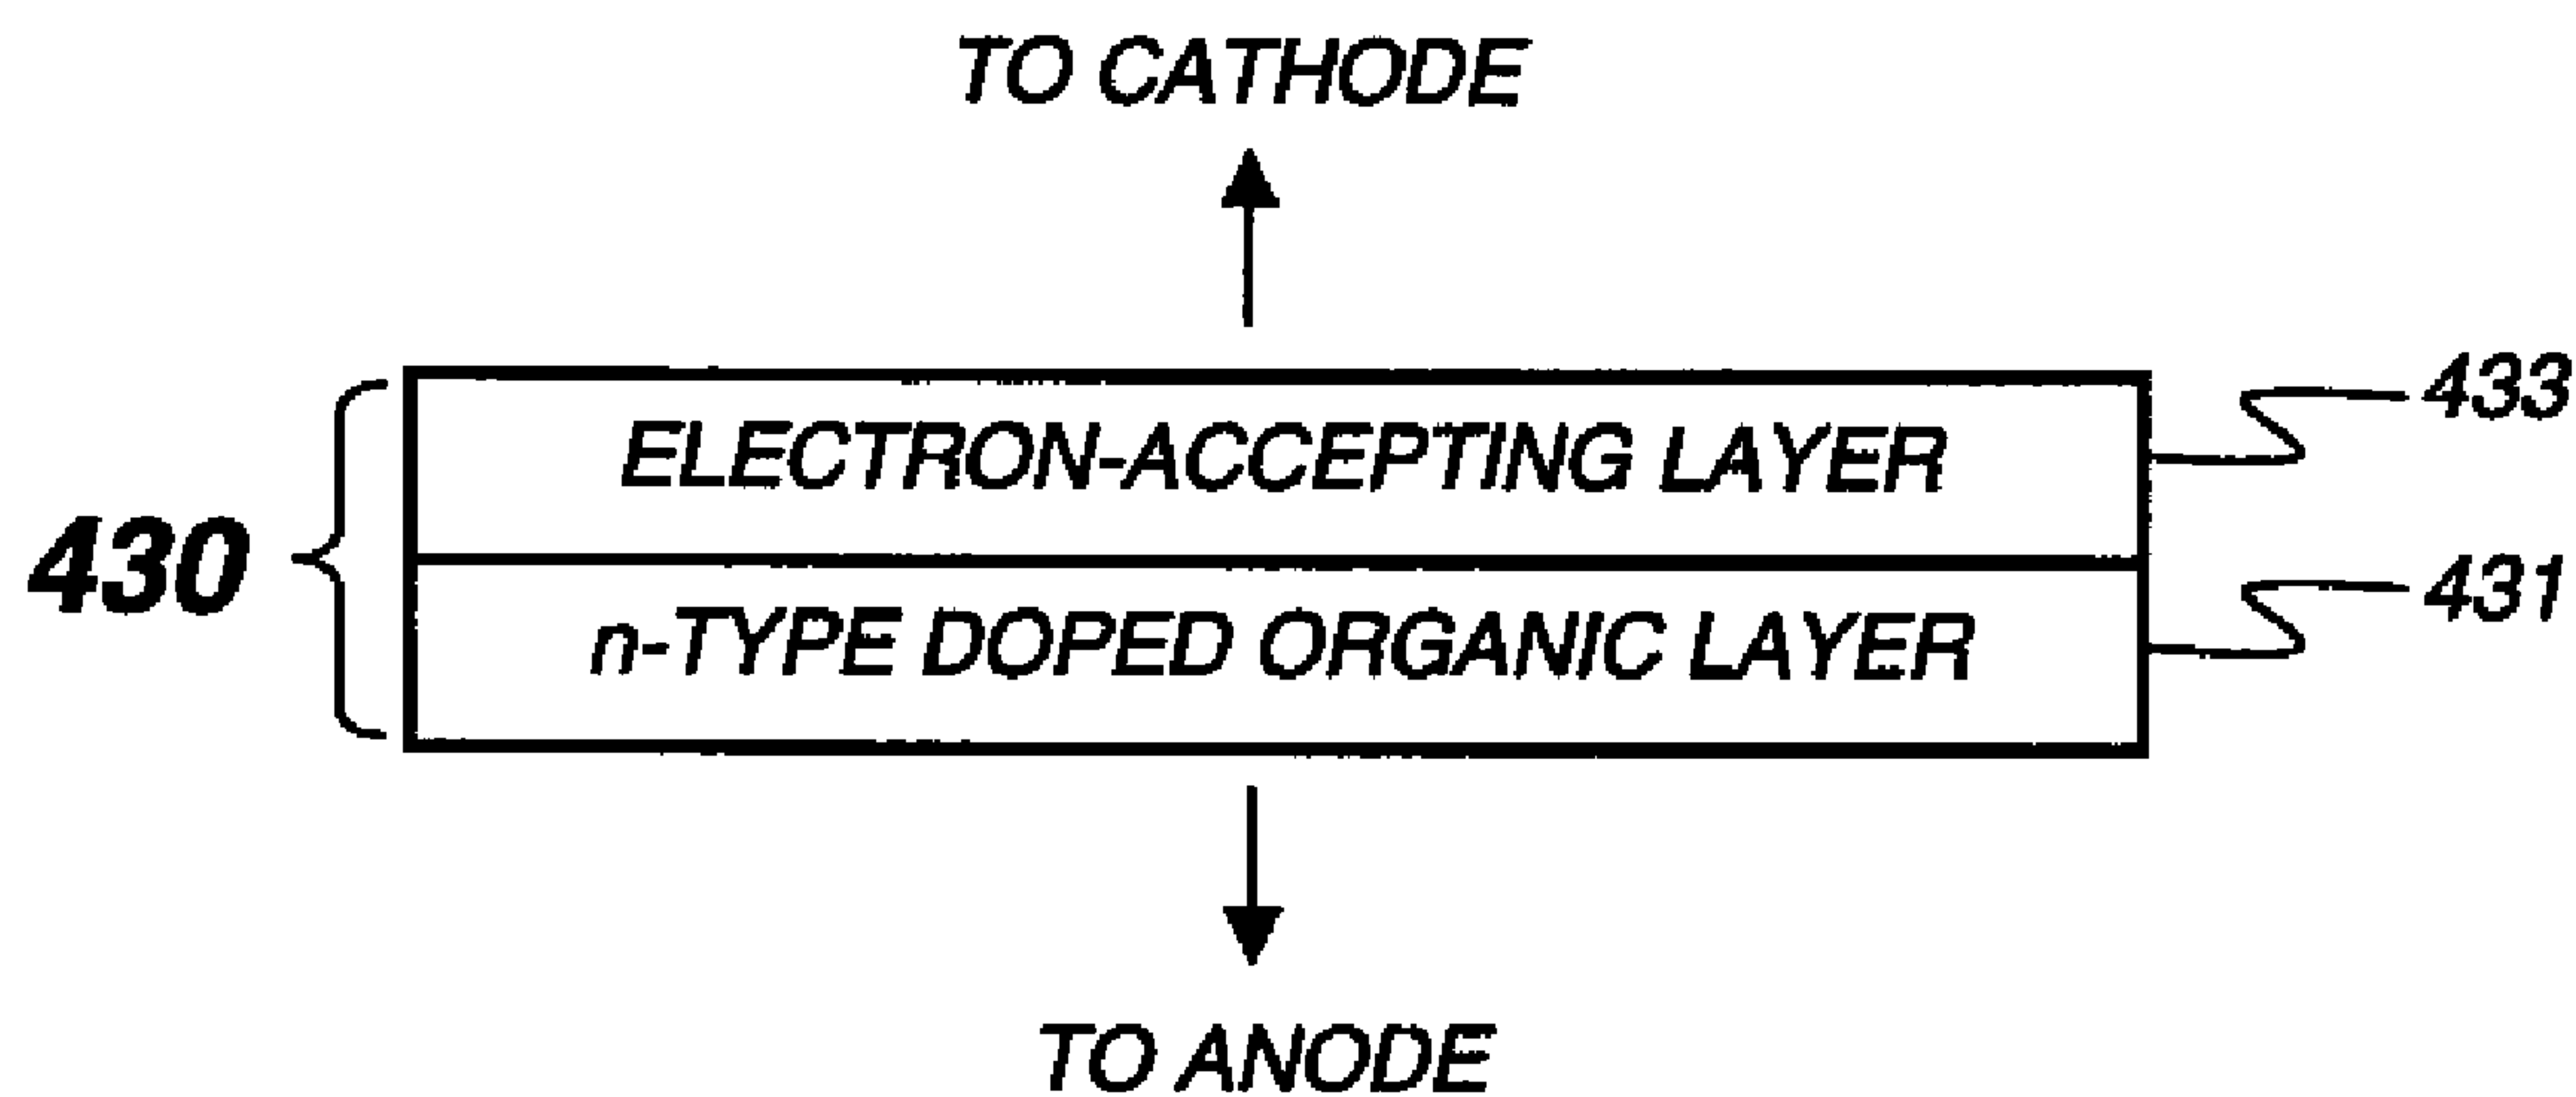 TO CATHODE
433
ELECTRON-ACCEPTING LAYER
430
431
n-TYPE DOPED ORGANIC LAYER
TO ANODE